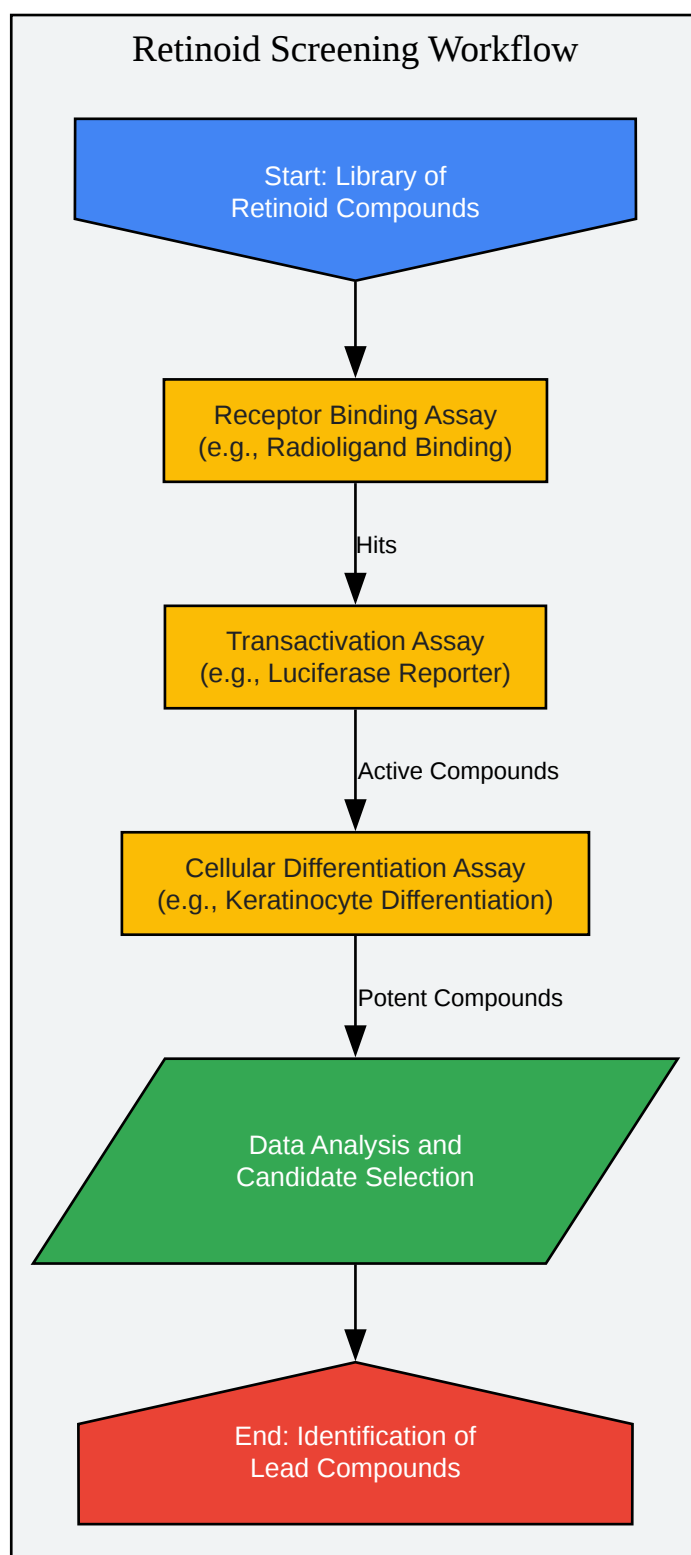 Retinoid Screening Workflow
Start: Library of
Retinoid Compounds
Receptor Binding Assay
(e.g., Radioligand Binding)
Hits
Transactivation Assay
(e.g., Luciferase Reporter)
Active Compounds
Cellular Differentiation Assay
(e.g., Keratinocyte Differentiation)
Potent Compounds
Data Analysis and
Candidate Selection
End: Identification of
Lead Compounds